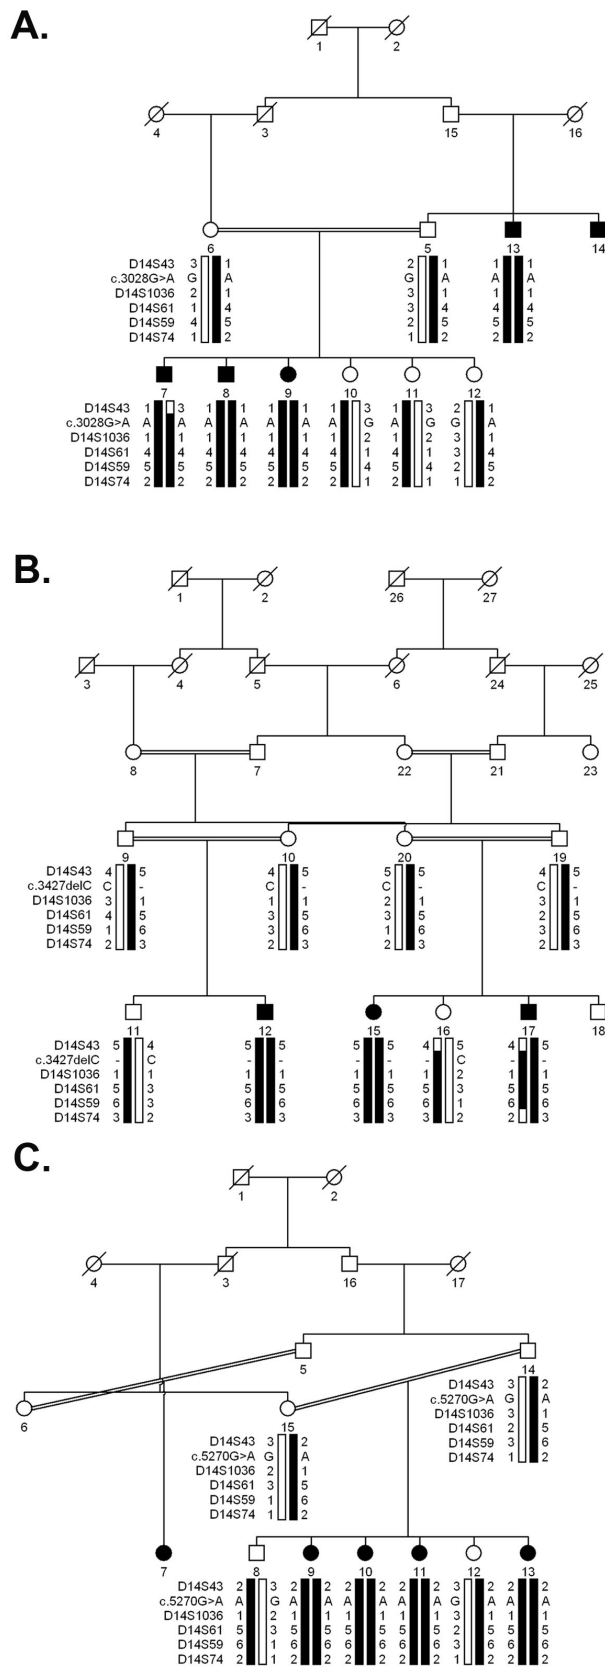 A.
1 2
4 3 15 16
6 5 13 14
D14S43 3 1 2 1 1 1
c.3028G>A G A G A A A
D14S1036 2 1 3 1 1 1
D14S61 1 4 3 4 4 4
D14S59 4 5 2 5 5 5
D14S74 1 2 1 2 2 2
7 8 9 10 11 12
D14S43 1 3 1 1 1 1 1 3 1 3 2 1
c.3028G>A A A A A A A A G A G G A
D14S1036 1 1 1 1 1 1 1 2 1 2 3 1
D14S61 4 4 4 4 4 4 4 1 4 1 3 4
D14S59 5 5 5 5 5 5 5 4 5 4 2 5
D14S74 2 2 2 2 2 2 2 1 2 1 1 2
B.
1 2 26 27
3 4 5 6 24 25
8 7 22 21 23
9 10 20 19
D14S43 4 5 4 5 5 5 4 5
c.3427delC C - C - C - C -
D14S1036 3 1 1 1 2 1 3 1
D14S61 4 5 3 5 3 5 3 5
D14S59 1 6 3 6 1 6 3 6
D14S74 2 3 2 3 2 3 2 3
11 12 15 16 17 18
D14S43 5 4 5 5 5 5 4 5 4 5
c.3427delC - C - - - - - C - -
D14S1036 1 1 1 1 1 1 1 2 1 1
D14S61 5 3 5 5 5 5 5 3 5 5
D14S59 6 3 6 6 6 6 6 1 6 6
D14S74 3 2 3 3 3 3 3 2 2 3
C.
1 2
4 3 16 17
5 14
D14S43 3 2
c.5270G>A G A
D14S1036 3 1
D14S61 2 5
D14S59 3 6
D14S74 1 2
6 15
D14S43 3 2
c.5270G>A G A
D14S1036 2 1
D14S61 3 5
D14S59 1 6
D14S74 1 2
7 8 9 10 11 12 13
D14S43 2 3 2 2 2 2 2 2 3 2 2 2
c.5270G>A A G A A A A A A G A A A
D14S1036 1 2 1 1 1 1 1 1 3 1 1 1
D14S61 5 3 5 5 5 5 5 5 2 5 5 5
D14S59 6 1 6 6 6 6 6 6 3 6 6 6
D14S74 2 1 2 2 2 2 2 2 1 2 2 2